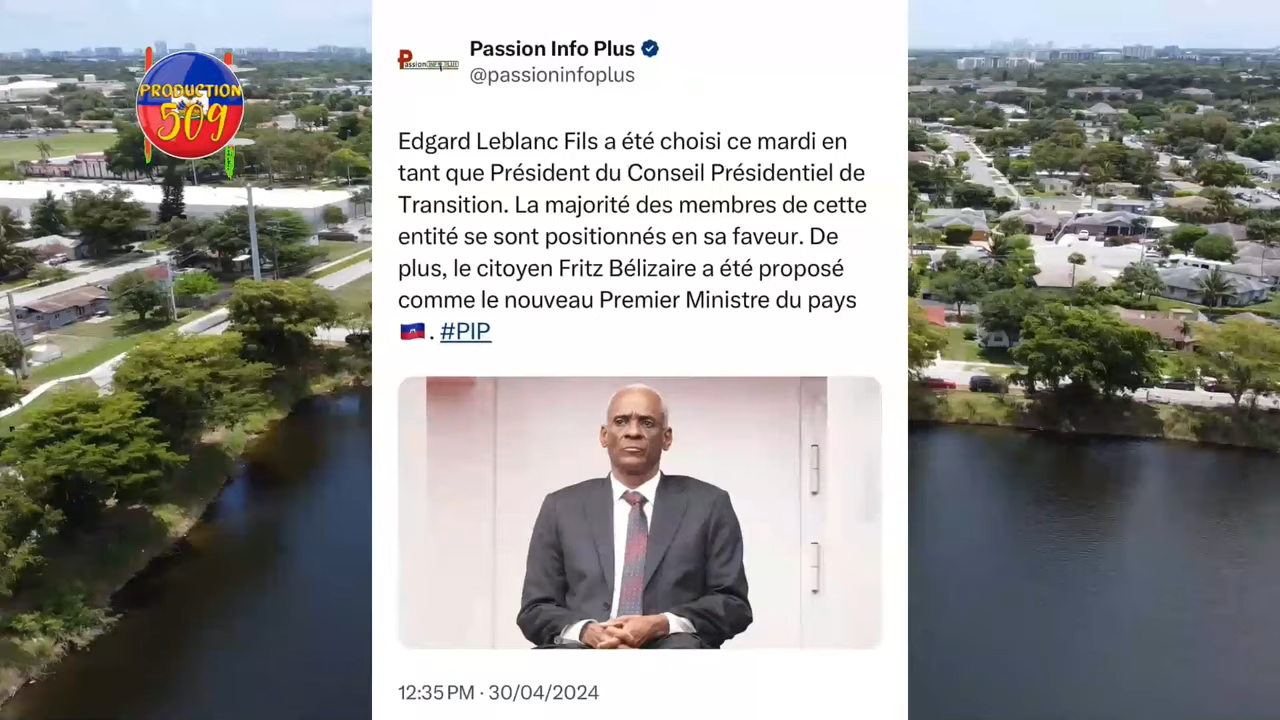 PRODUCTION
509
Passion INFO PLUS
Passion Info Plus
@passioninfoplus
Edgard Leblanc Fils a été choisi ce mardi en
tant que Président du Conseil Présidentiel de
Transition. La majorité des membres de cette
entité se sont positionnés en sa faveur. De
plus, le citoyen Fritz Bélizaire a été proposé
comme le nouveau Premier Ministre du pays
🇭🇹. #PIP
12:35 PM · 30/04/2024